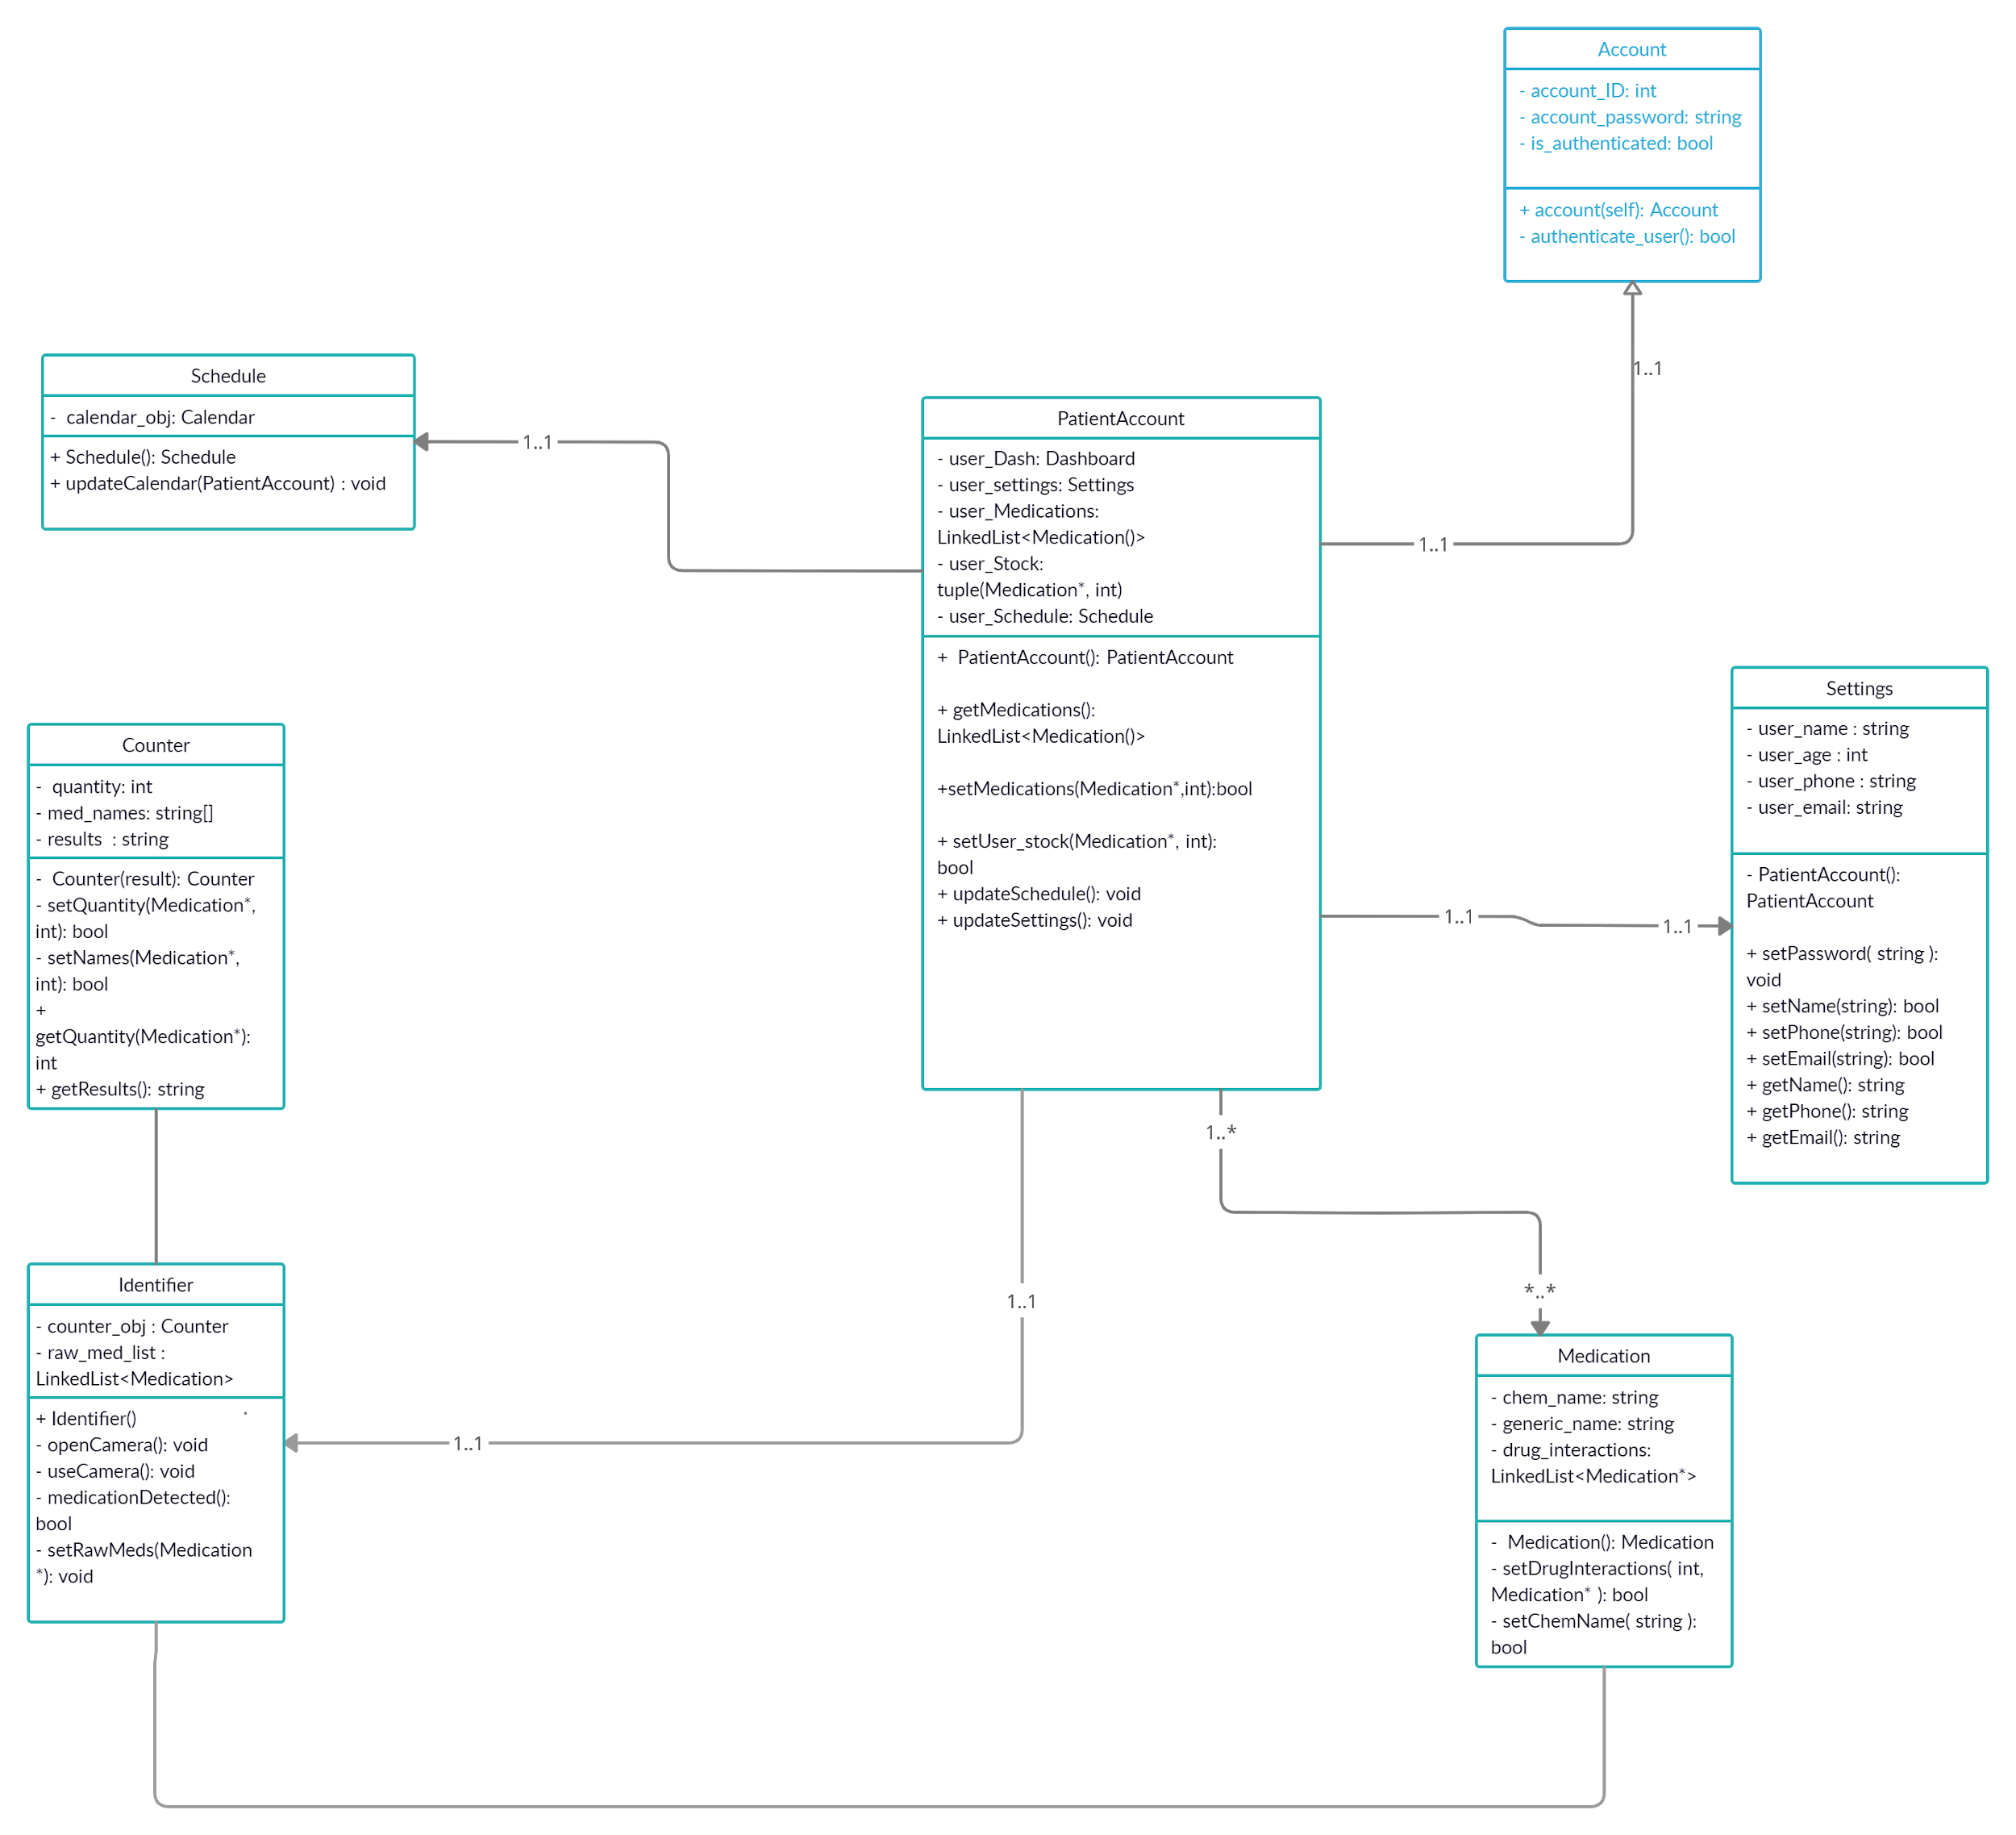 Account
- account_ID: int
- account_password: string
- is_authenticated: bool
+ account(self): Account
- authenticate_user(): bool
1..1
1..1
Schedule
- calendar_obj: Calendar
+ Schedule(): Schedule
+ updateCalendar(PatientAccount) : void
1..1
PatientAccount
- user_Dash: Dashboard
- user_settings: Settings
- user_Medications:
LinkedList<Medication()>
- user_Stock:
tuple(Medication*, int)
- user_Schedule: Schedule
+ PatientAccount(): PatientAccount
+ getMedications():
LinkedList<Medication()>
+setMedications(Medication*,int):bool
+ setUser_stock(Medication*, int):
bool
+ updateSchedule(): void
+ updateSettings(): void
1..1
1..1
Settings
- user_name : string
- user_age : int
- user_phone : string
- user_email: string
- PatientAccount():
PatientAccount
+ setPassword( string ):
void
+ setName(string): bool
+ setPhone(string): bool
+ setEmail(string): bool
+ getName(): string
+ getPhone(): string
+ getEmail(): string
Counter
- quantity: int
- med_names: string[]
- results : string
- Counter(result): Counter
- setQuantity(Medication*,
int): bool
- setNames(Medication*,
int): bool
+
getQuantity(Medication*):
int
+ getResults(): string
1..*
*..*
1..1
1..1
Identifier
- counter_obj : Counter
- raw_med_list :
LinkedList<Medication>
+ Identifier()
- openCamera(): void
- useCamera(): void
- medicationDetected():
bool
- setRawMeds(Medication
*): void
Medication
- chem_name: string
- generic_name: string
- drug_interactions:
LinkedList<Medication*>
- Medication(): Medication
- setDrugInteractions( int,
Medication* ): bool
- setChemName( string ):
bool